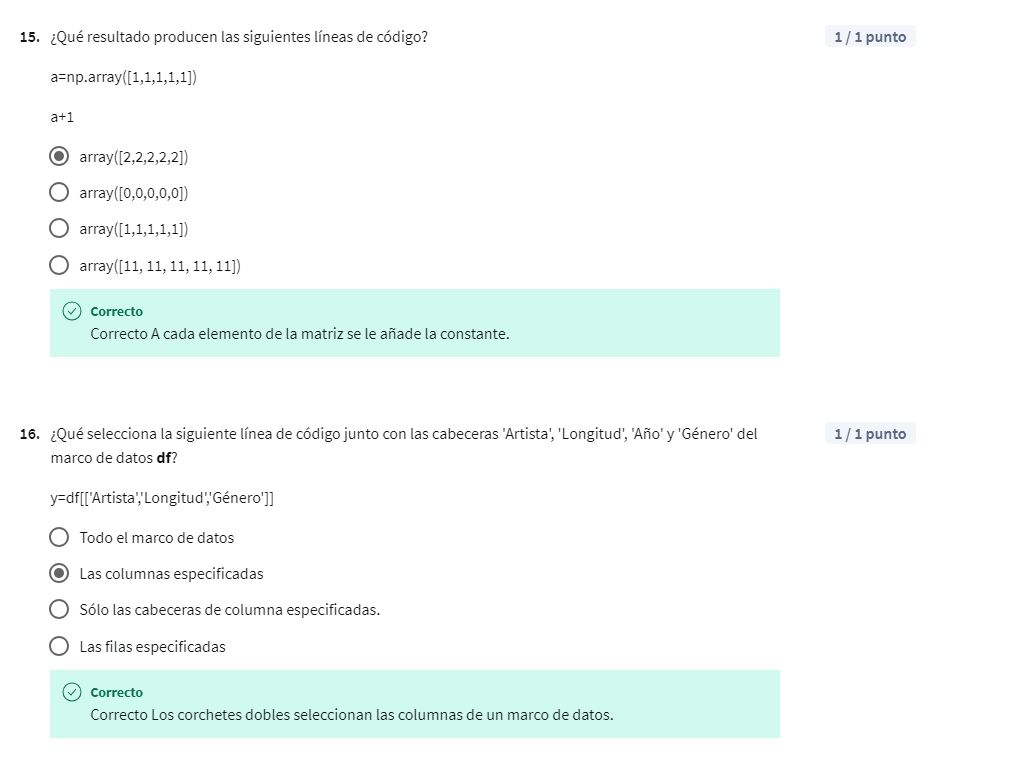 15. ¿Qué resultado producen las siguientes líneas de código?
1 / 1 punto
a=np.array([1,1,1,1,1])
a+1
array([2,2,2,2,2])
array([0,0,0,0,0])
array([1,1,1,1,1])
array([11, 11, 11, 11, 11])
Correcto
Correcto A cada elemento de la matriz se le añade la constante.
16. ¿Qué selecciona la siguiente línea de código junto con las cabeceras 'Artista', 'Longitud', 'Año' y 'Género' del
1 / 1 punto
marco de datos df?
y=df[['Artista','Longitud','Género']]
Todo el marco de datos
Las columnas especificadas
Sólo las cabeceras de columna especificadas.
Las filas especificadas
Correcto
Correcto Los corchetes dobles seleccionan las columnas de un marco de datos.